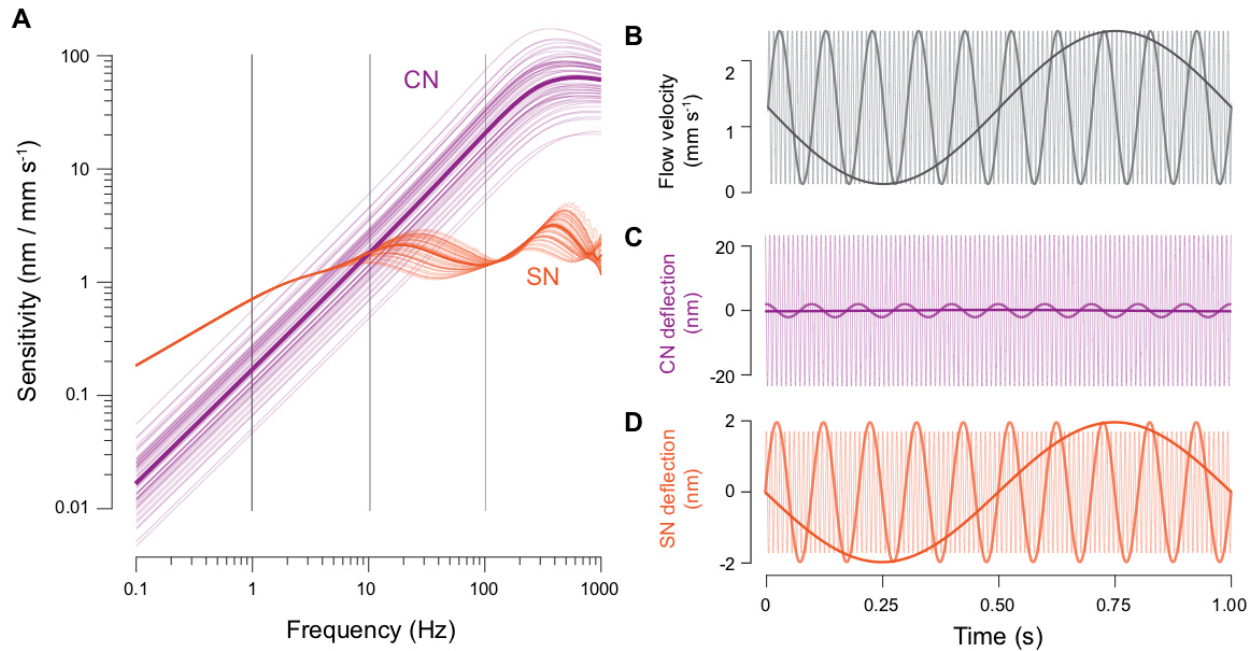 A
Sensitivity (nm / mm s-1)
100
10
1
0.1
0.01
CN
SN
0.1
1
10
100
1000
Frequency (Hz)
B
Flow velocity
(mm s-1)
2
1
0
C
CN deflection
(nm)
20
0
-20
D
SN deflection
(nm)
2
0
-2
0
0.25
0.50
0.75
1.00
Time (s)